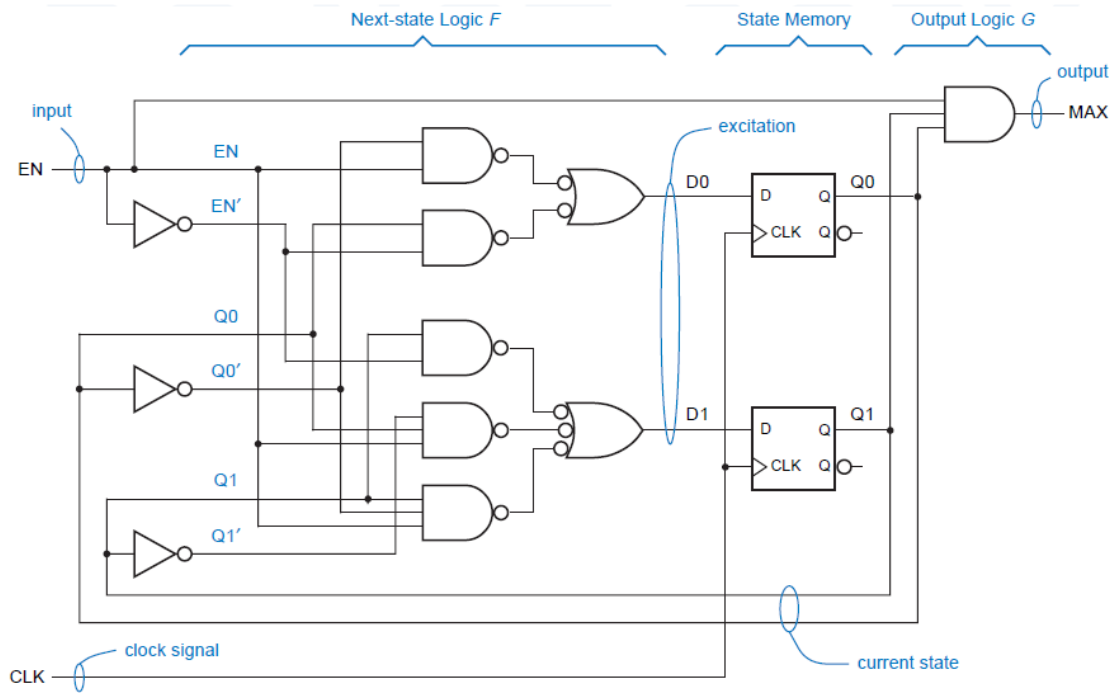 Next-state Logic F
State Memory
Output Logic G
input
output
excitation
MAX
EN
EN
EN′
D0
Q0
D
Q
CLK
Q
Q0
Q0′
D1
Q1
D
Q
CLK
Q
Q1
Q1′
clock signal
current state
CLK